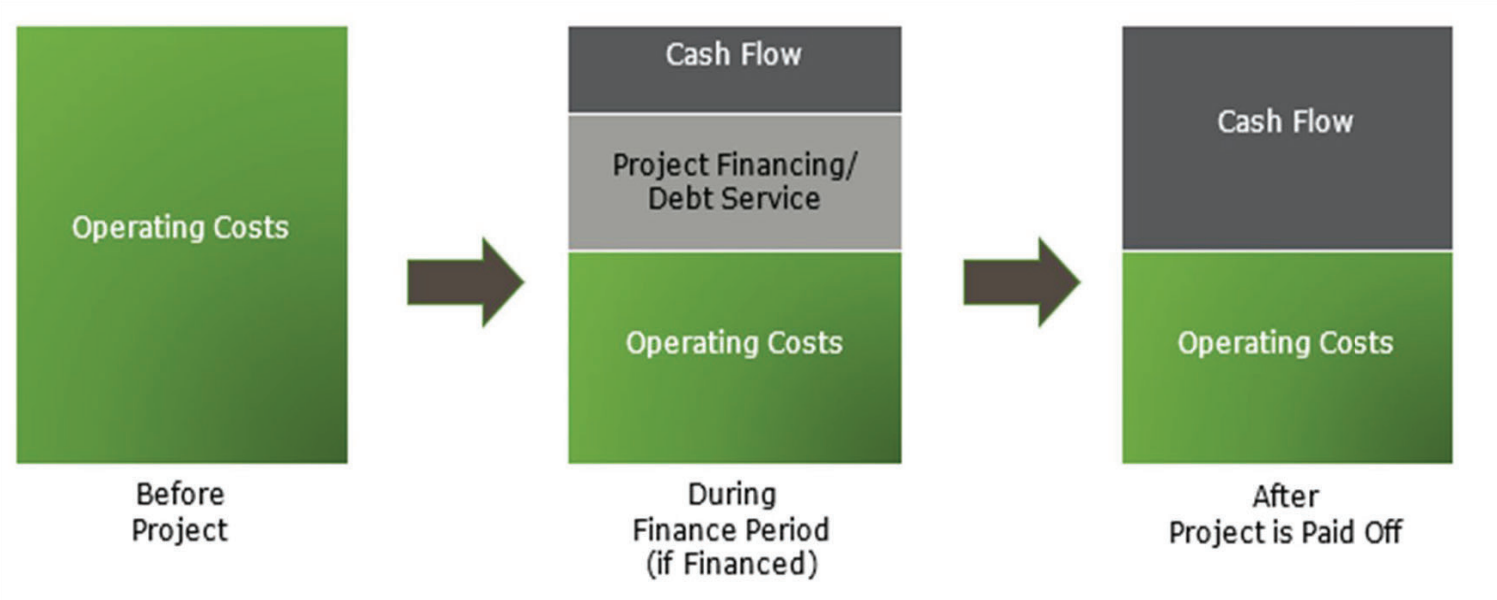 Operating Costs
Before
Project
Cash Flow
Project Financing/
Debt Service
Operating Costs
During
Finance Period
(if Financed)
Cash Flow
Operating Costs
After
Project is Paid Off